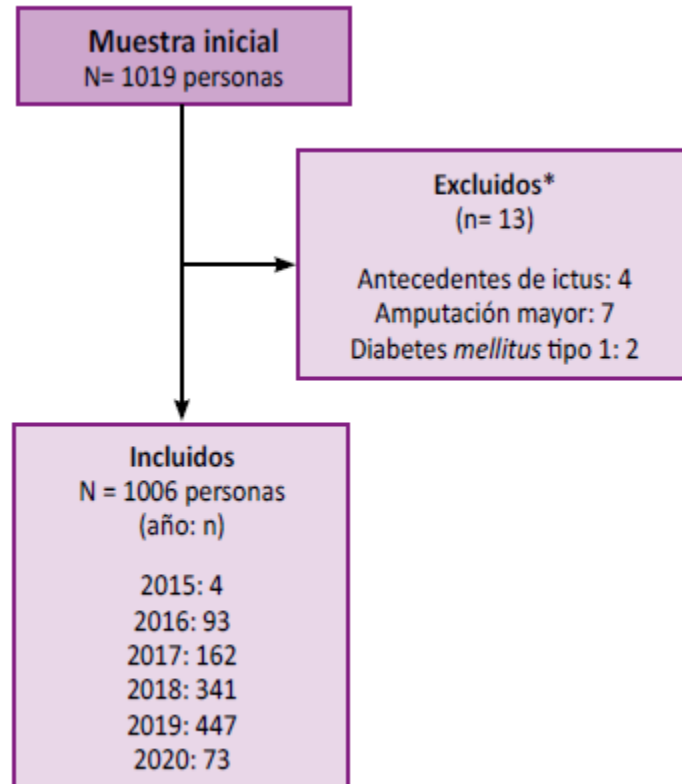 Muestra inicial
N= 1019 personas
Excluidos*
(n= 13)
Antecedentes de ictus: 4
Amputación mayor: 7
Diabetes mellitus tipo 1: 2
Incluidos
N = 1006 personas
(año: n)
2015: 4
2016: 93
2017: 162
2018: 341
2019: 447
2020: 73